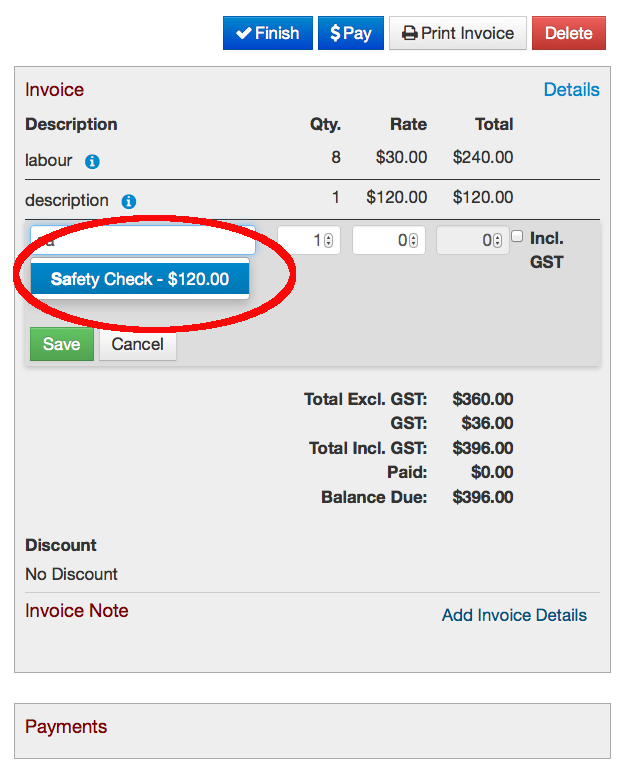 Finish $ Pay Print Invoice Delete
Invoice Details
Description Qty. Rate Total
labour 8 $30.00 $240.00
description 1 $120.00 $120.00
1 0 0 Incl. GST
Safety Check - $120.00
Save Cancel
Total Excl. GST: $360.00
GST: $36.00
Total Incl. GST: $396.00
Paid: $0.00
Balance Due: $396.00
Discount
No Discount
Invoice Note Add Invoice Details
Payments